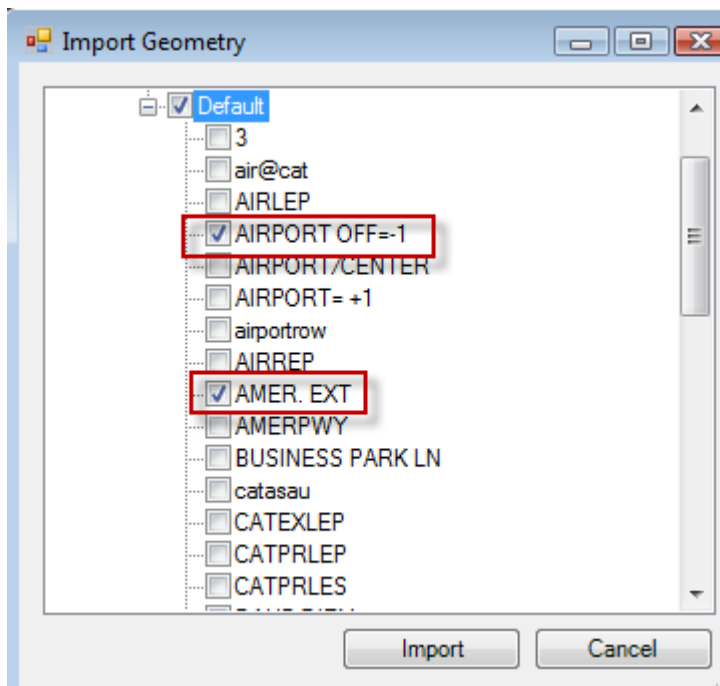 Import Geometry
Default
3
air@cat
AIRLEP
AIRPORT OFF=-1
AIRPORT/CENTER
AIRPORT= +1
airportrow
AIRREP
AMER. EXT
AMERPWY
BUSINESS PARK LN
catasau
CATEXLEP
CATPRLEP
CATPRLES
Import Cancel